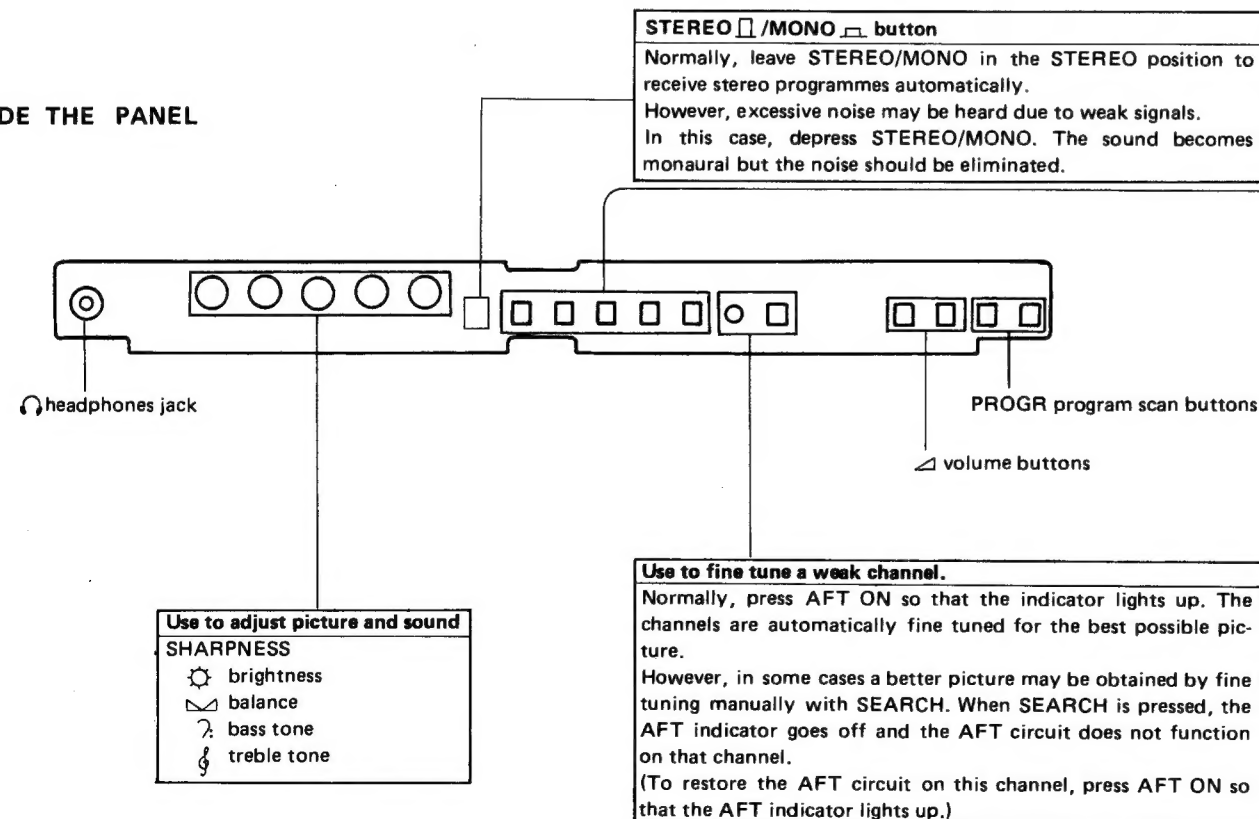 STEREO /MONO button
Normally, leave STEREO/MONO in the STEREO position to
receive stereo programmes automatically.
However, excessive noise may be heard due to weak signals.
In this case, depress STEREO/MONO. The sound becomes
monaural but the noise should be eliminated.
DE THE PANEL
headphones jack
PROGR program scan buttons
volume buttons
Use to adjust picture and sound
SHARPNESS
brightness
balance
bass tone
treble tone
Use to fine tune a weak channel.
Normally, press AFT ON so that the indicator lights up. The
channels are automatically fine tuned for the best possible pic-
ture.
However, in some cases a better picture may be obtained by fine
tuning manually with SEARCH. When SEARCH is pressed, the
AFT indicator goes off and the AFT circuit does not function
on that channel.
(To restore the AFT circuit on this channel, press AFT ON so
that the AFT indicator lights up.)